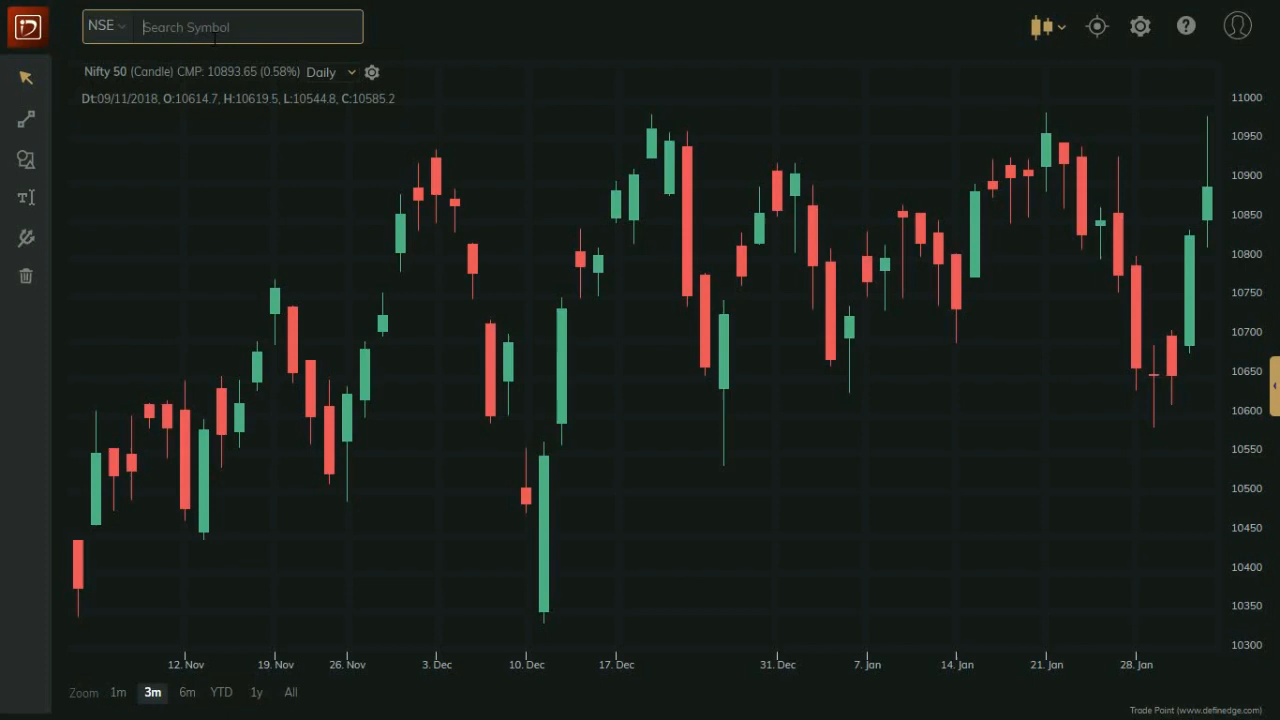 NSE Search Symbol
Nifty 50 (Candle) CMP: 10893.65 (0.58%) Daily
Dt:09/11/2018, O:10614.7, H:10619.5, L:10544.8, C:10585.2
11000
10950
10900
10850
10800
10750
10700
10650
10600
10550
10500
10450
10400
10350
10300
12. Nov 19. Nov 26. Nov 3. Dec 10. Dec 17. Dec 31. Dec 7. Jan 14. Jan 21. Jan 28. Jan
Zoom 1m 3m 6m YTD 1y All
Trade Point (www.definedge.com)